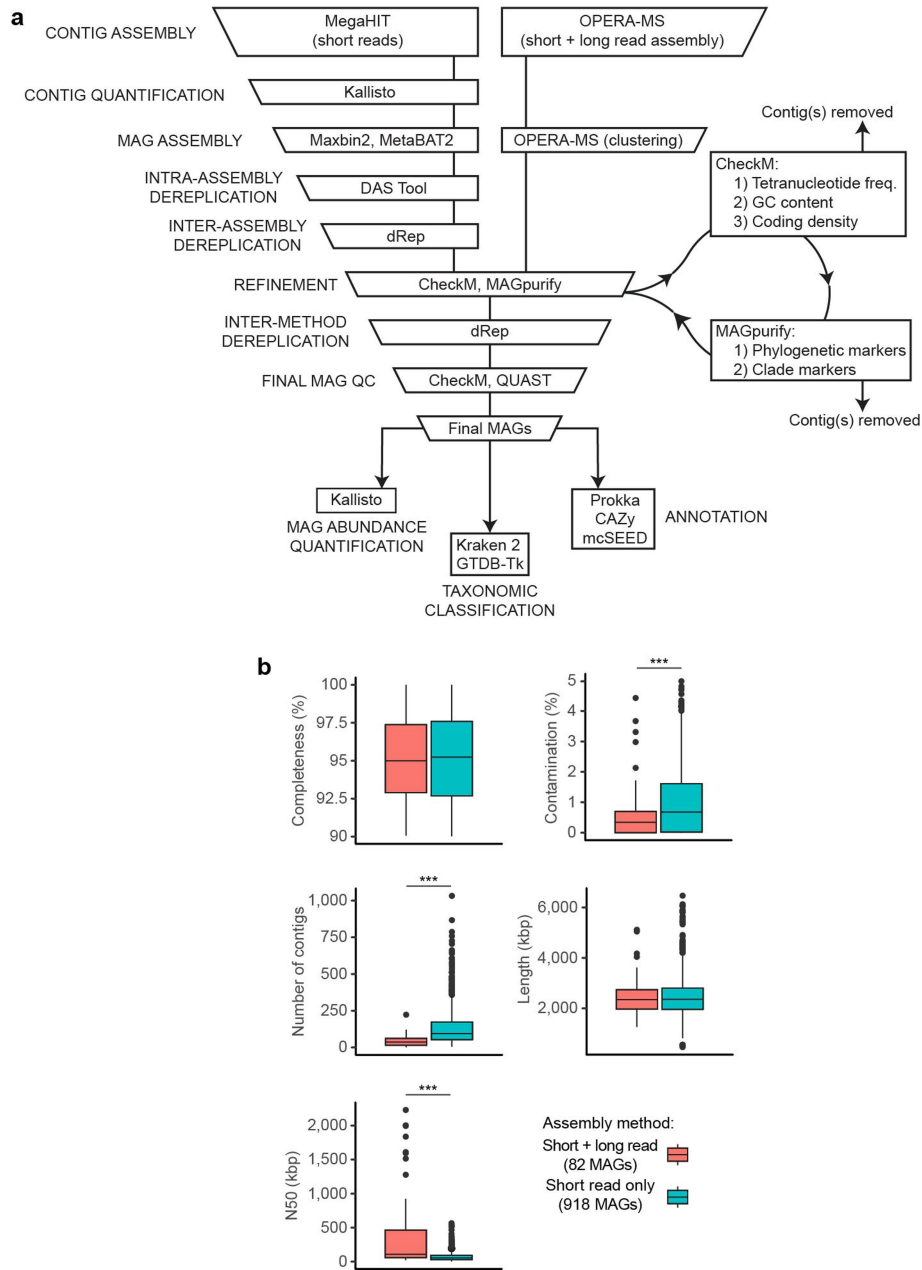 a
CONTIG ASSEMBLY
MegaHIT
(short reads)
OPERA-MS
(short + long read assembly)
CONTIG QUANTIFICATION
Kallisto
MAG ASSEMBLY
Maxbin2, MetaBAT2
OPERA-MS (clustering)
INTRA-ASSEMBLY
DEREPLICATION
DAS Tool
INTER-ASSEMBLY
DEREPLICATION
dRep
REFINEMENT
CheckM, MAGpurify
INTER-METHOD
DEREPLICATION
dRep
FINAL MAG QC
CheckM, QUAST
Final MAGs
Contig(s) removed
CheckM:
1) Tetranucleotide freq.
2) GC content
3) Coding density
MAGpurify:
1) Phylogenetic markers
2) Clade markers
Contig(s) removed
Kallisto
MAG ABUNDANCE
QUANTIFICATION
Kraken 2
GTDB-Tk
TAXONOMIC
CLASSIFICATION
Prokka
CAZy
mcSEED
ANNOTATION
b
Completeness (%)
100
97.5
95
92.5
90
Contamination (%)
5
4
3
2
1
0
***
Number of contigs
1,000
750
500
250
0
***
Length (kbp)
6,000
4,000
2,000
N50 (kbp)
2,000
1,500
1,000
500
0
***
Assembly method:
Short + long read
(82 MAGs)
Short read only
(918 MAGs)